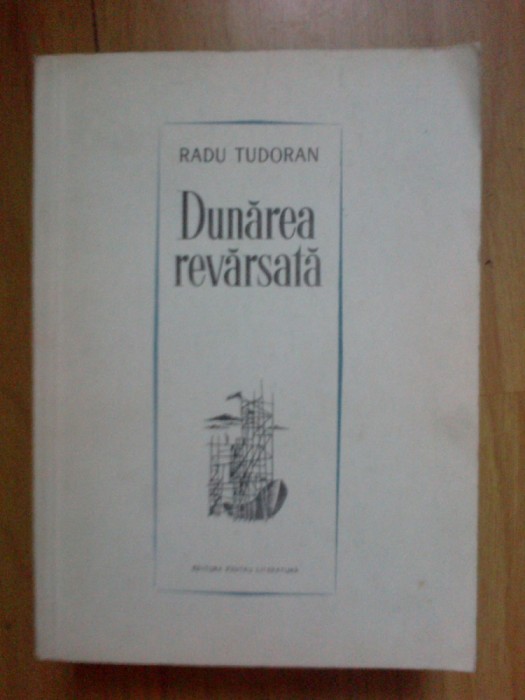 RADU TUDORAN
Dunărea
revărsată
EDITURA PENTRU LITERATURĂ